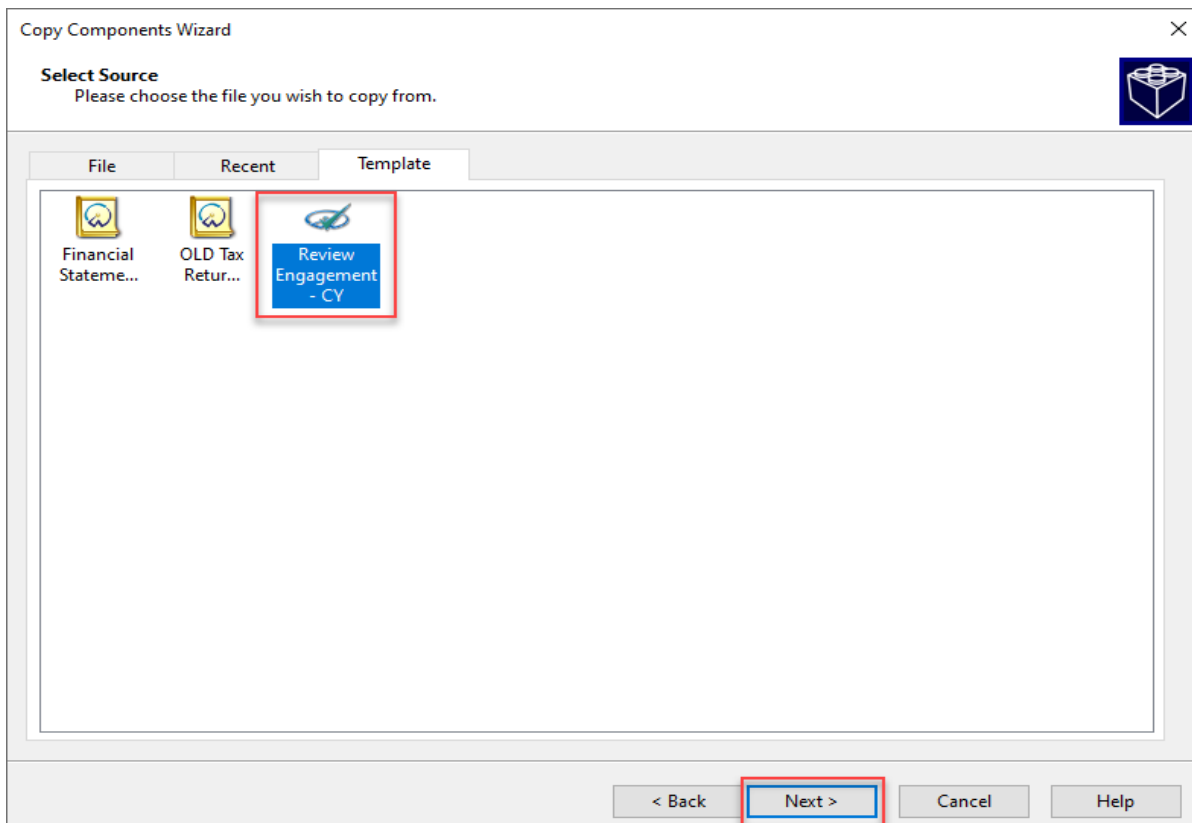 Copy Components Wizard
Select Source
Please choose the file you wish to copy from.
File
Recent
Template
Financial
Stateme...
OLD Tax
Retur...
Review
Engagement
- CY
< Back
Next >
Cancel
Help